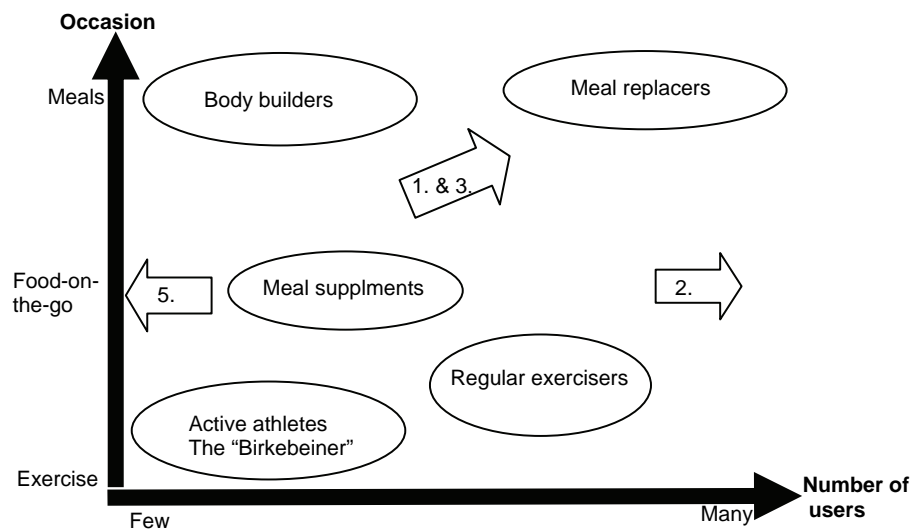 Occasion
Meals
Body builders
Meal replacers
1. & 3.
Food-on-
the-go
5.
Meal supplments
2.
Regular exercisers
Active athletes
The “Birkebeiner”
Exercise
Few
Many
Number of
users